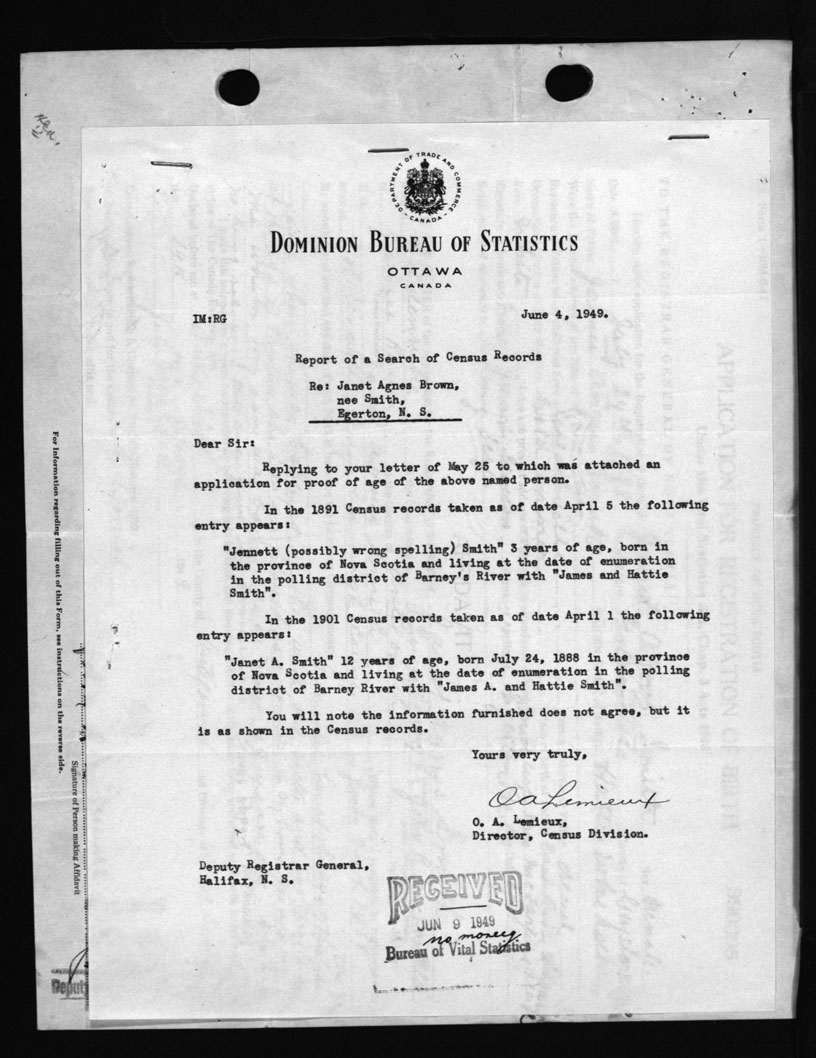 DEPARTMENT OF TRADE AND COMMERCE
CANADA
DOMINION BUREAU OF STATISTICS
OTTAWA
CANADA
IM:RG
June 4, 1949.
Report of a Search of Census Records
Re: Janet Agnes Brown,
nee Smith,
Egerton, N. S.
Dear Sir:
Replying to your letter of May 25 to which was attached an
application for proof of age of the above named person.
In the 1891 Census records taken as of date April 5 the following
entry appears:
"Jennett (possibly wrong spelling) Smith" 3 years of age, born in
the province of Nova Scotia and living at the date of enumeration
in the polling district of Barney's River with "James and Hattie
Smith".
In the 1901 Census records taken as of date April 1 the following
entry appears:
"Janet A. Smith" 12 years of age, born July 24, 1888 in the province
of Nova Scotia and living at the date of enumeration in the polling
district of Barney River with "James A. and Hattie Smith".
You will note the information furnished does not agree, but it
is as shown in the Census records.
Yours very truly,
O A Lemieux
O. A. Lemieux,
Director, Census Division.
Deputy Registrar General,
Halifax, N. S.
RECEIVED
JUN 9 1949
no money
Bureau of Vital Statistics
For information regarding filling out of this Form, see instructions on the reverse side.
Signature of Person making Affidavit